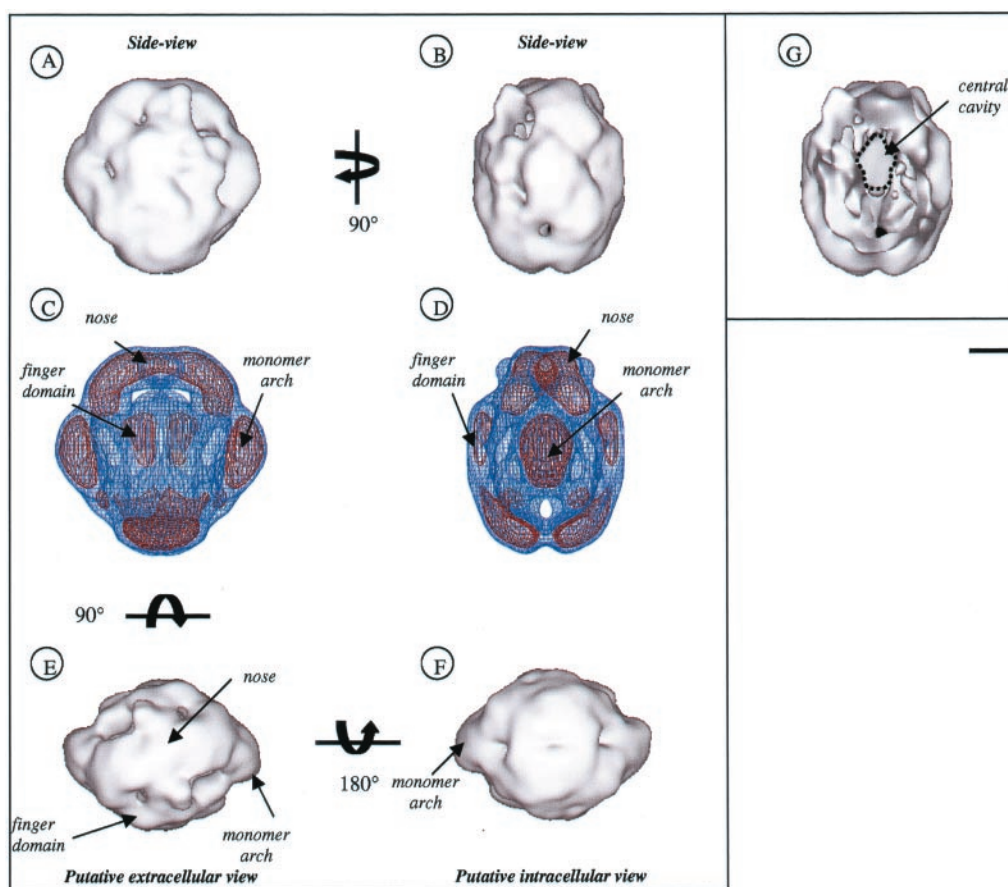 Side-view
Side-view
A
B
G
central
cavity
90°
C
D
nose
nose
finger
domain
monomer
arch
finger
domain
monomer
arch
90°
E
F
nose
180°
monomer
arch
finger
domain
monomer
arch
Putative extracellular view
Putative intracellular view